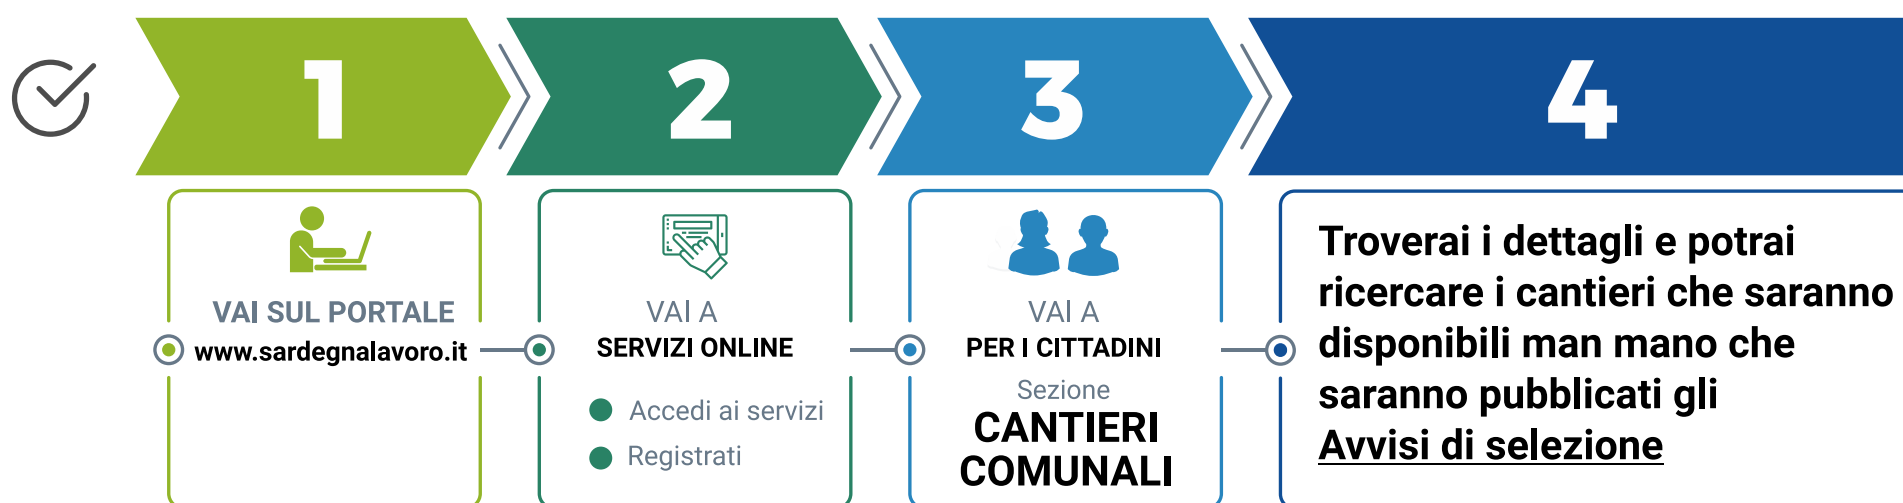 1
2
3
4
VAI SUL PORTALE
www.sardegnalavoro.it
VAI A
SERVIZI ONLINE
Accedi ai servizi
Registrati
VAI A
PER I CITTADINI
Sezione
CANTIERI
COMUNALI
Troverai i dettagli e potrai
ricercare i cantieri che saranno
disponibili man mano che
saranno pubblicati gli
Avvisi di selezione